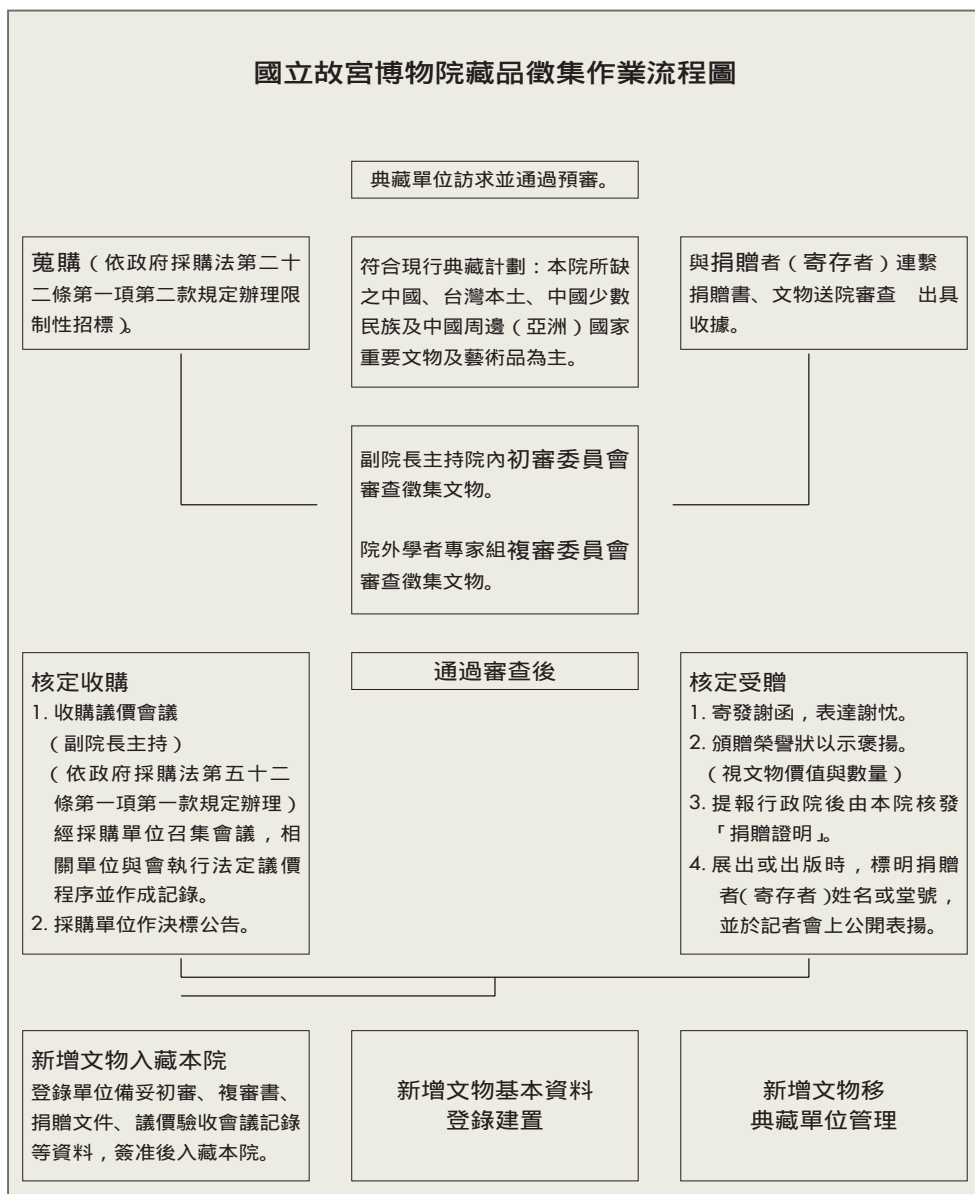 國立故宮博物院藏品徵集作業流程圖
典藏單位訪求並通過預審。
蒐購（依政府採購法第二十
二條第一項第二款規定辦理限
制性招標）。
符合現行典藏計劃：本院所缺
之中國、台灣本土、中國少數
民族及中國周邊（亞洲）國家
重要文物及藝術品為主。
與捐贈者（寄存者）連繫
捐贈書、文物送院審查　出具
收據。
副院長主持院內初審委員會
審查徵集文物。
院外學者專家組複審委員會
審查徵集文物。
核定收購
1. 收購議價會議
（副院長主持）
（依政府採購法第五十二
條第一項第一款規定辦理）
經採購單位召集會議，相
關單位與會執行法定議價
程序並作成記錄。
2. 採購單位作決標公告。
通過審查後
核定受贈
1. 寄發謝函，表達謝忱。
2. 頒贈榮譽狀以示褒揚。
（視文物價值與數量）
3. 提報行政院後由本院核發
「捐贈證明」。
4. 展出或出版時，標明捐贈
者（寄存者）姓名或堂號，
並於記者會上公開表揚。
新增文物入藏本院
登錄單位備妥初審、複審書、
捐贈文件、議價驗收會議記錄
等資料，簽准後入藏本院。
新增文物基本資料
登錄建置
新增文物移
典藏單位管理